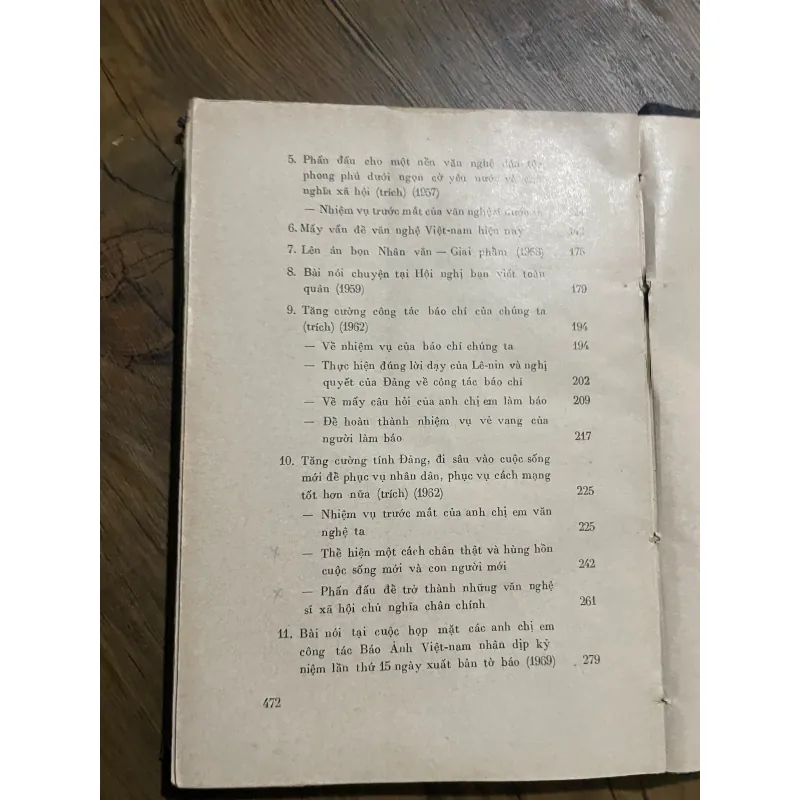 5. Phấn đấu cho một nền văn nghệ dân tộc
phong phú dưới ngọn cờ yêu nước và
nghĩa xã hội (trích) (1957)
— Nhiệm vụ trước mắt của văn nghệ
6. Mấy vấn đề văn nghệ Việt-nam hiện nay
7. Lên án bọn Nhân văn — Giai phẩm (1958) 175
8. Bài nói chuyện tại Hội nghị bạn viết toàn
quân (1959) 179
9. Tăng cường công tác báo chí của chúng ta
(trích) (1962) 194
— Về nhiệm vụ của báo chí chúng ta 194
— Thực hiện đúng lời dạy của Lê-nin và nghị
quyết của Đảng về công tác báo chí 202
— Về mấy câu hỏi của anh chị em làm báo 209
— Để hoàn thành nhiệm vụ vẻ vang của
người làm báo 217
10. Tăng cường tính Đảng, đi sâu vào cuộc sống
mới để phục vụ nhân dân, phục vụ cách mạng
tốt hơn nữa (trích) (1962) 225
— Nhiệm vụ trước mắt của anh chị em văn
nghệ ta 225
— Thể hiện một cách chân thật và hùng hồn
cuộc sống mới và con người mới 242
— Phấn đấu để trở thành những văn nghệ
sĩ xã hội chủ nghĩa chân chính 261
11. Bài nói tại cuộc họp mặt các anh chị em
công tác Báo Ảnh Việt-nam nhân dịp kỷ
niệm lần thứ 15 ngày xuất bản tờ báo (1969) 279
472